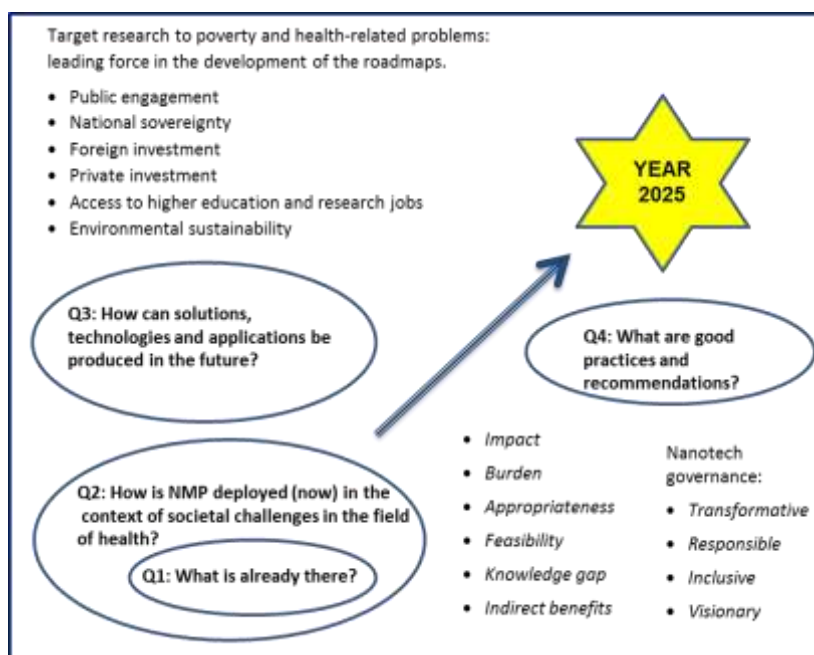 Target research to poverty and health-related problems:
leading force in the development of the roadmaps.
• Public engagement
• National sovereignty
• Foreign investment
• Private investment
• Access to higher education and research jobs
• Environmental sustainability
YEAR
2025
Q3: How can solutions,
technologies and applications be
produced in the future?
Q4: What are good
practices and
recommendations?
Q2: How is NMP deployed (now) in the
context of societal challenges in the field
of health?
Q1: What is already there?
• Impact
• Burden
• Appropriateness
• Feasibility
• Knowledge gap
• Indirect benefits
Nanotech
governance:
• Transformative
• Responsible
• Inclusive
• Visionary